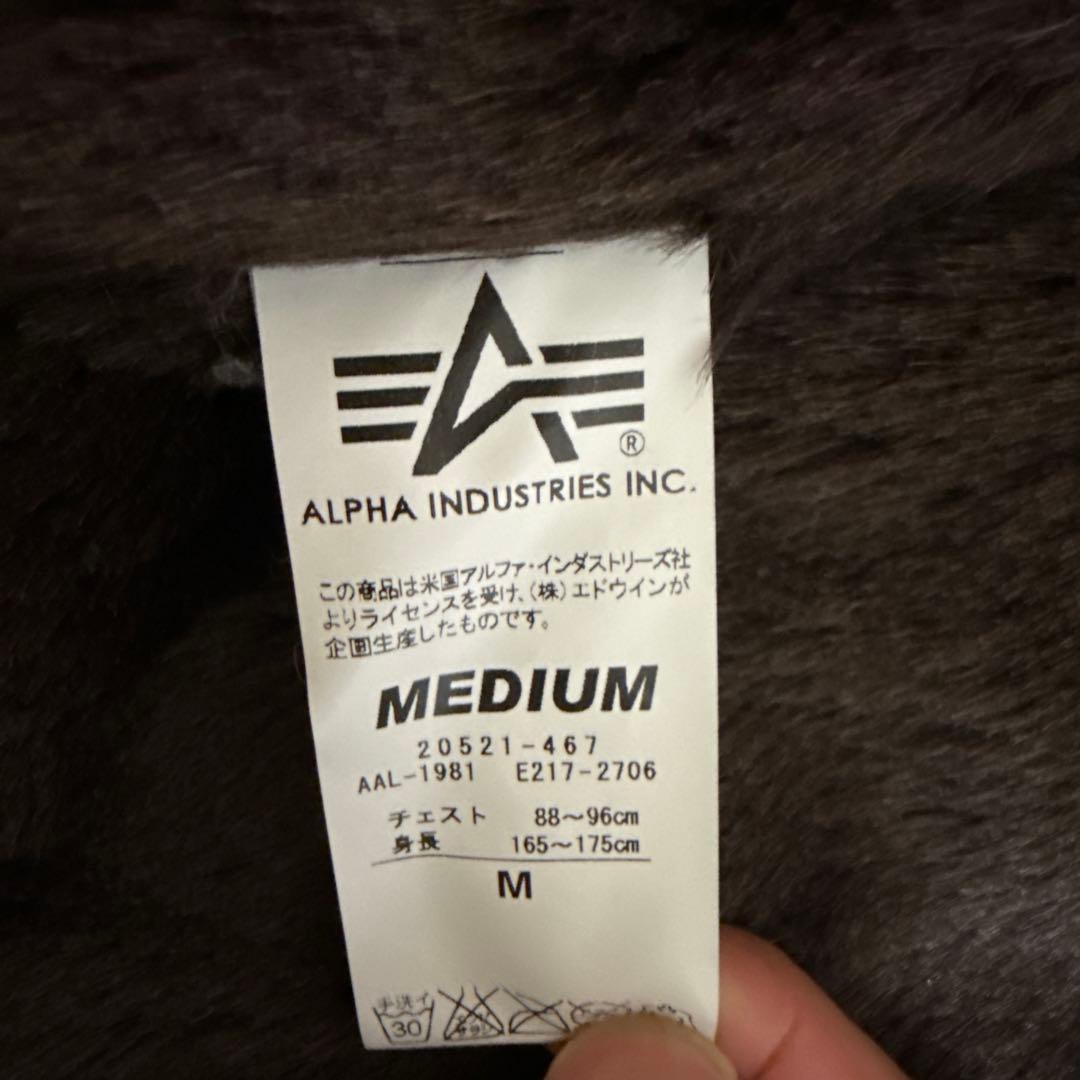 ®
ALPHA INDUSTRIES INC.
この商品は米国アルファ・インダストリーズ社
よりライセンスを受け、(株)エドウインが
企画生産したものです。
MEDIUM
20521-467
AAL-1981 E217-2706
チェスト 88～96cm
身長 165～175cm
M
手洗イ
30